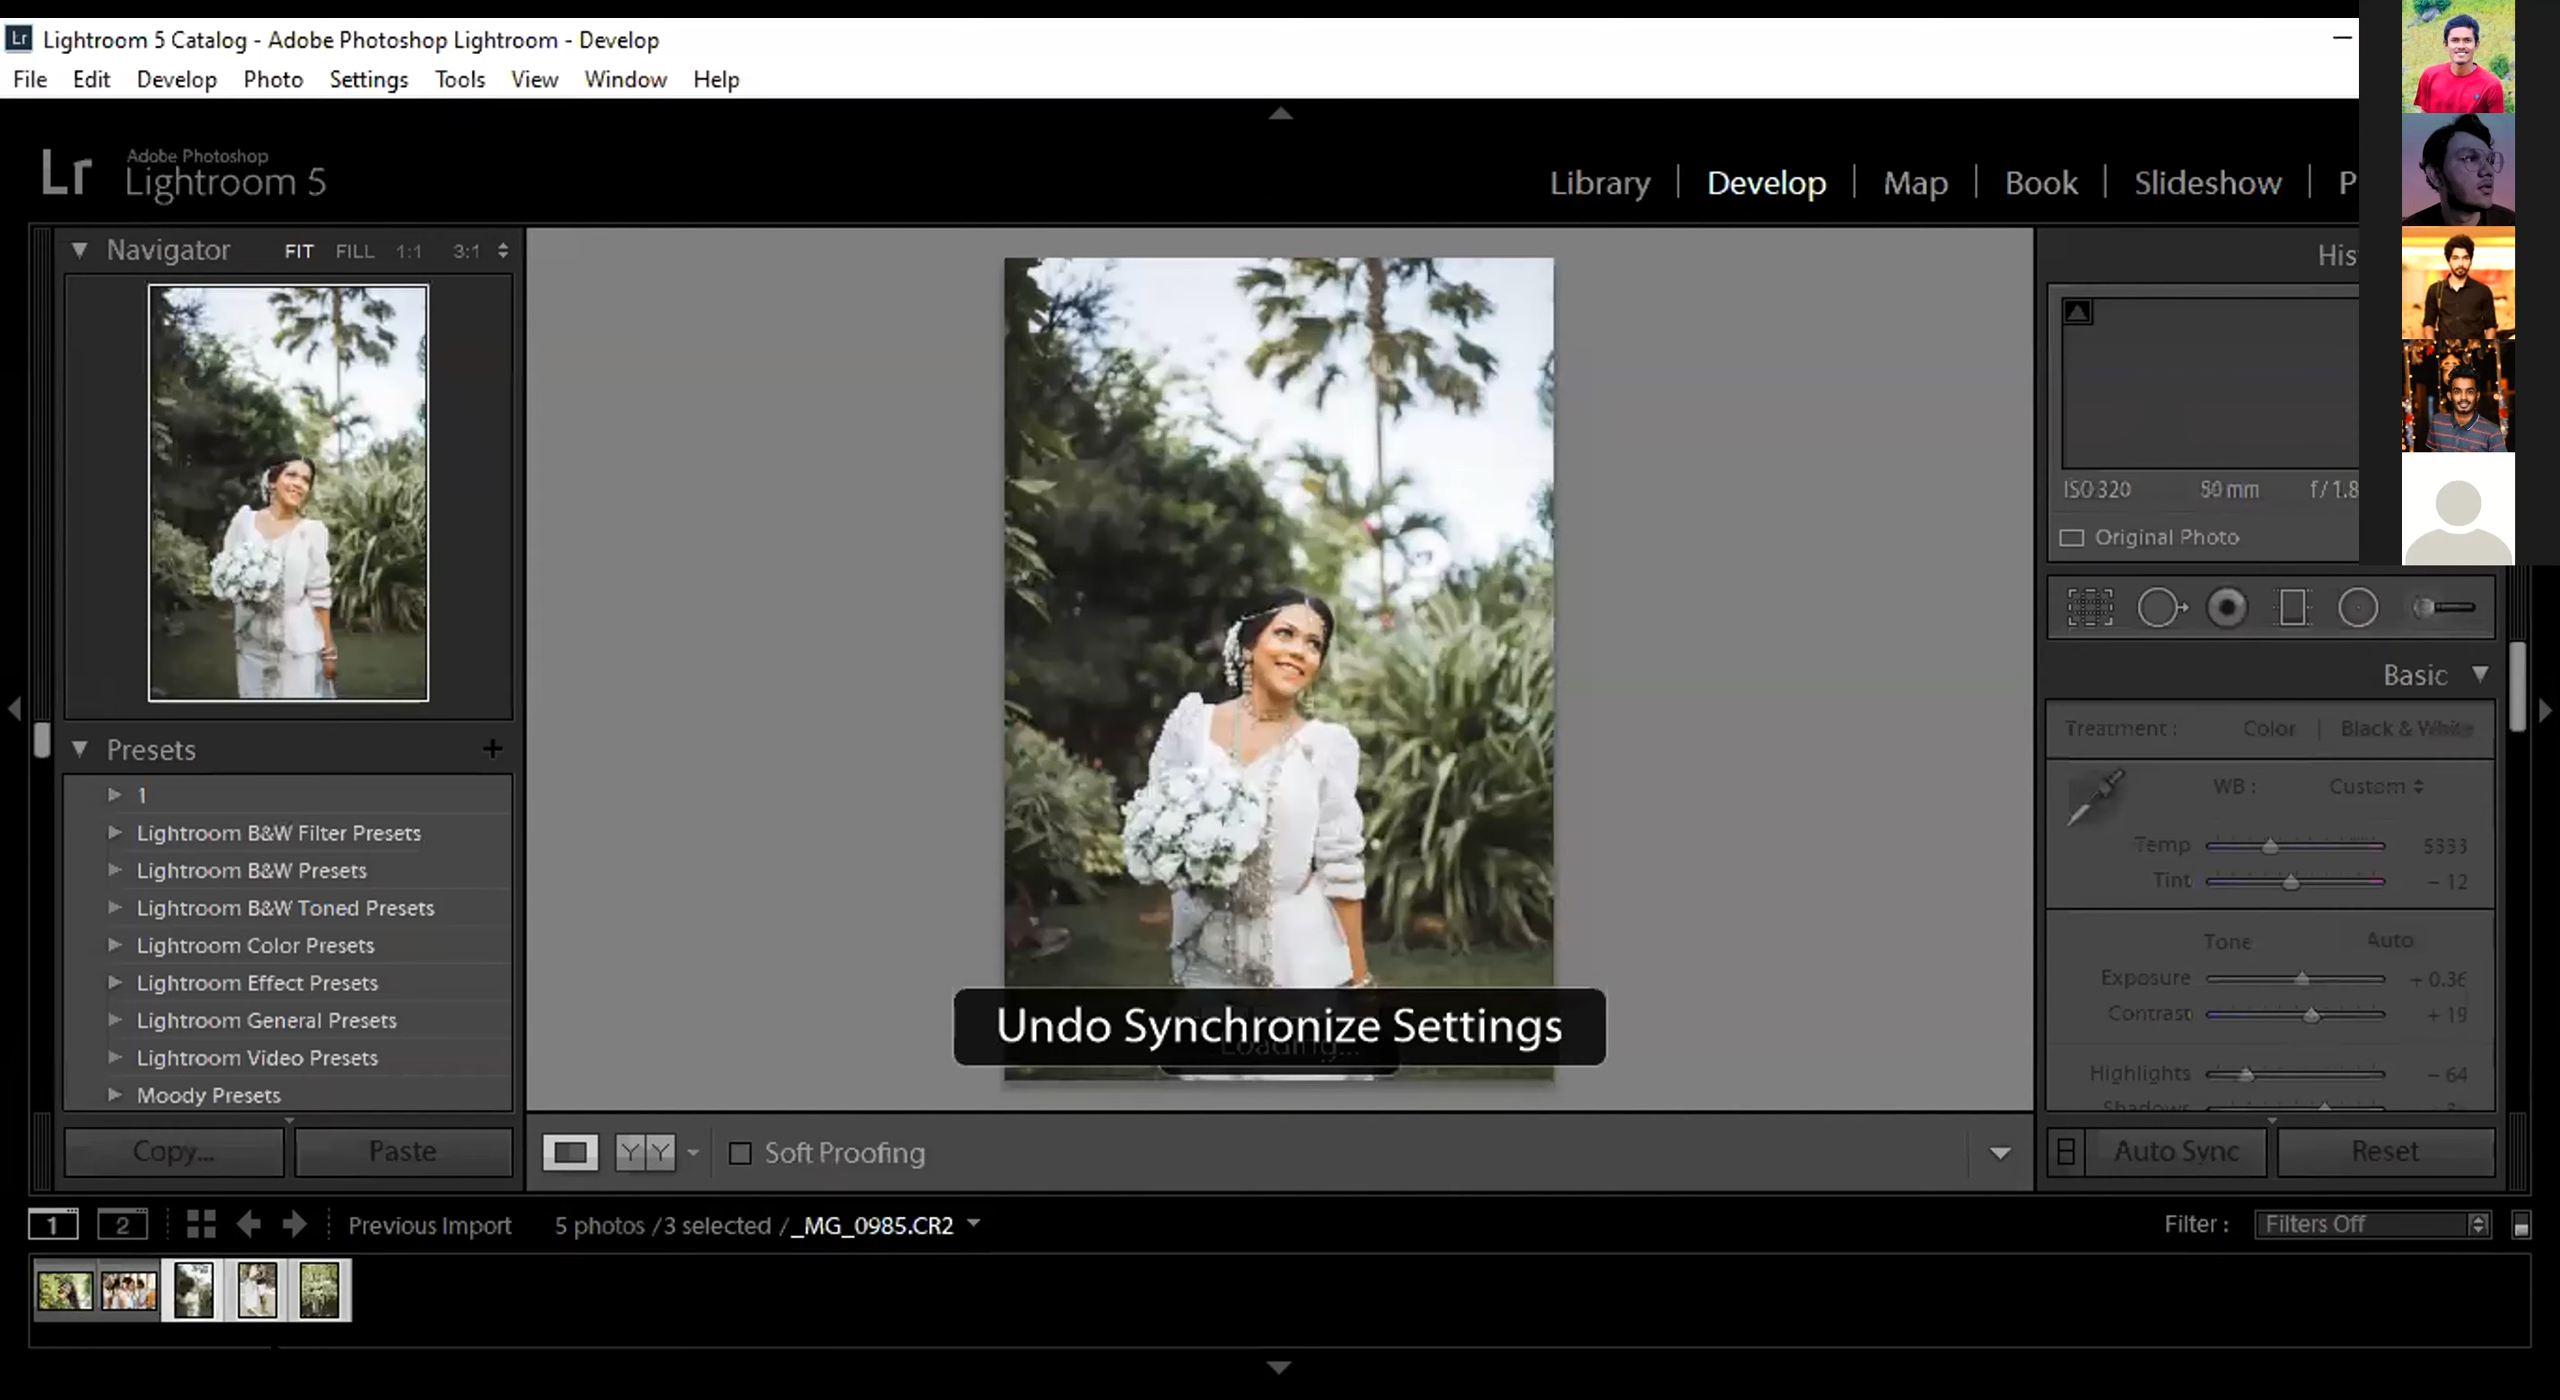 Lr Lightroom 5 Catalog - Adobe Photoshop Lightroom - Develop
File Edit Develop Photo Settings Tools View Window Help
Lr Adobe Photoshop
Lightroom 5
Library | Develop | Map | Book | Slideshow | P
Navigator FIT FILL 1:1 3:1
His
ISO 320 50 mm f / 1.8
Original Photo
Basic
Treatment : Color | Black & White
WB : Custom
Temp 5333
Tint - 12
Tone Auto
Exposure + 0.36
Contrast + 19
Highlights - 64
Shadows
Presets +
1
Lightroom B&W Filter Presets
Lightroom B&W Presets
Lightroom B&W Toned Presets
Lightroom Color Presets
Lightroom Effect Presets
Lightroom General Presets
Lightroom Video Presets
Moody Presets
Undo Synchronize Settings
Loading...
Copy... Paste
YY Soft Proofing
Auto Sync Reset
1 2 Previous Import 5 photos / 3 selected / _MG_0985.CR2
Filter : Filters Off